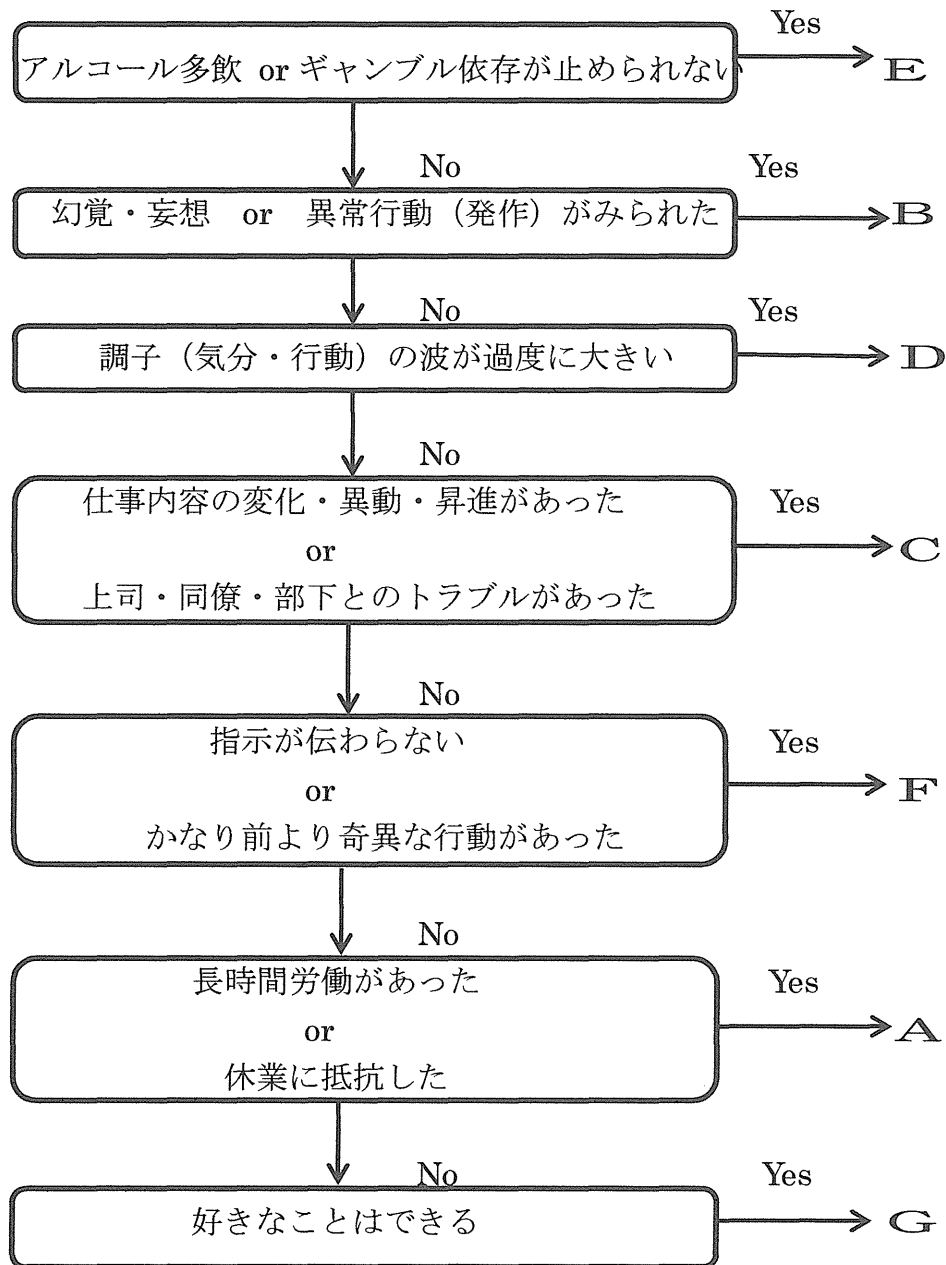 Yes
アルコール多飲 or ギャンブル依存が止められない
E
No Yes
幻覚・妄想 or 異常行動（発作）がみられた
B
No Yes
調子（気分・行動）の波が過度に大きい
D
No
仕事内容の変化・異動・昇進があった
Yes
or
C
上司・同僚・部下とのトラブルがあった
No
指示が伝わらない
Yes
or
F
かなり前より奇異な行動があった
No
長時間労働があった
Yes
or
A
休業に抵抗した
No Yes
好きなことはできる
G